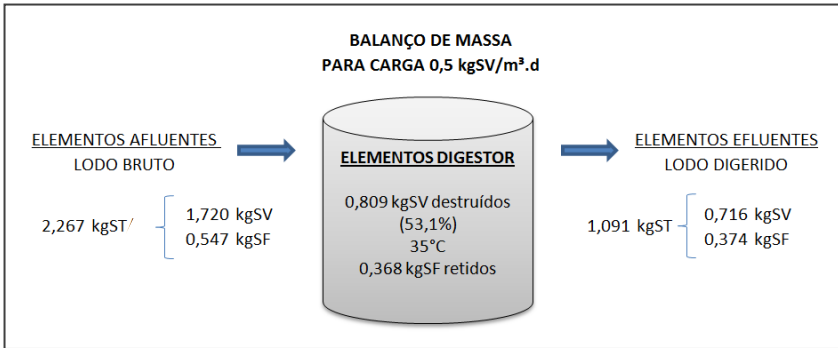 BALANÇO DE MASSA
PARA CARGA 0,5 kgSV/m³.d
ELEMENTOS AFLUENTES
LODO BRUTO
2,267 kgST/
1,720 kgSV
0,547 kgSF
ELEMENTOS DIGESTOR
0,809 kgSV destruídos
(53,1%)
35°C
0,368 kgSF retidos
ELEMENTOS EFLUENTES
LODO DIGERIDO
1,091 kgST
0,716 kgSV
0,374 kgSF